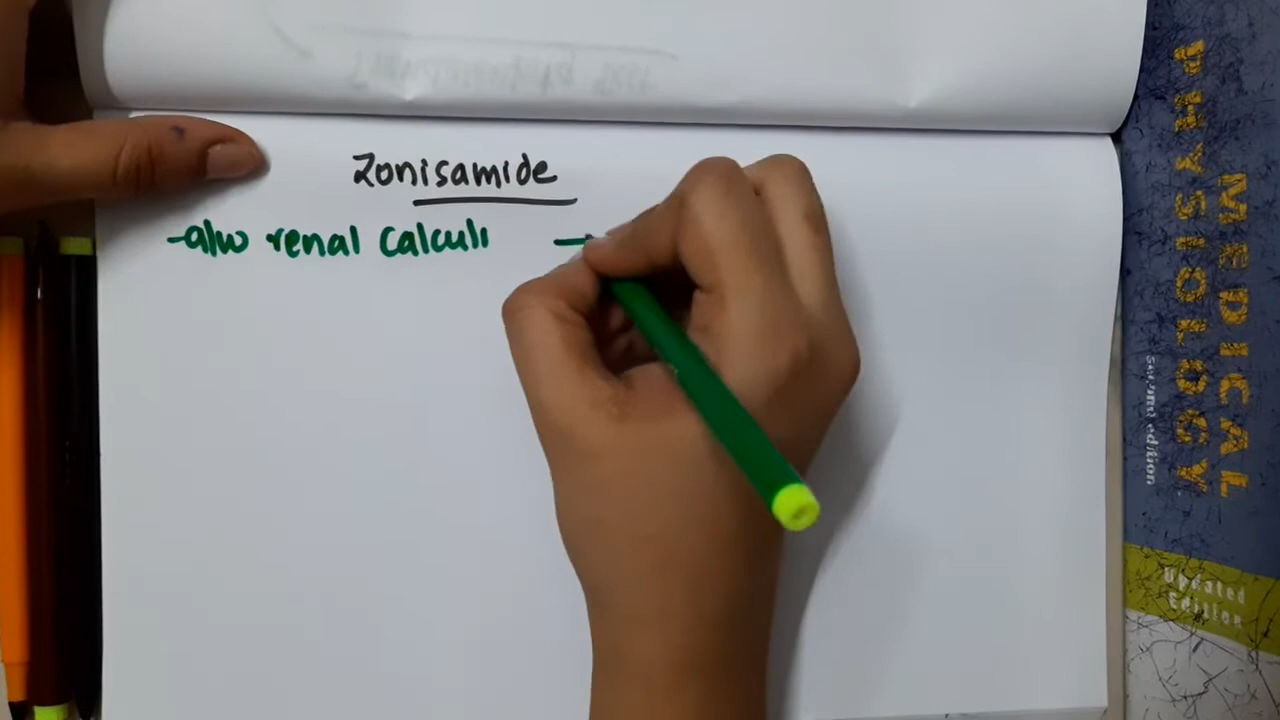 Zonisamide
-a/w renal calculi -
MEDICAL
PHYSIOLOGY
second edition
Updated
Edition